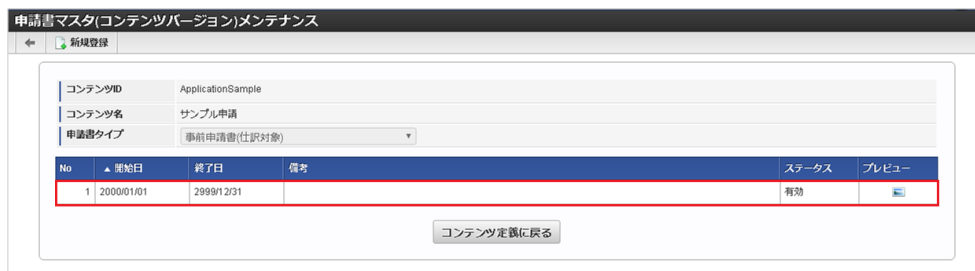 申請書マスタ(コンテンツバージョン)メンテナンス
新規登録
コンテンツID ApplicationSample
コンテンツ名 サンプル申請
申請書タイプ 事前申請書(仕訳対象) ▼
No ▲ 開始日 終了日 備考 ステータス プレビュー
1 2000/01/01 2999/12/31 有効
コンテンツ定義に戻る